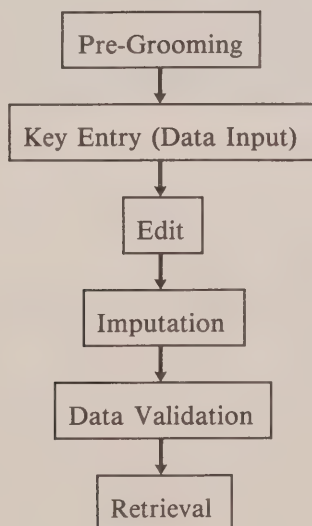 Pre-Grooming
Key Entry (Data Input)
Edit
Imputation
Data Validation
Retrieval